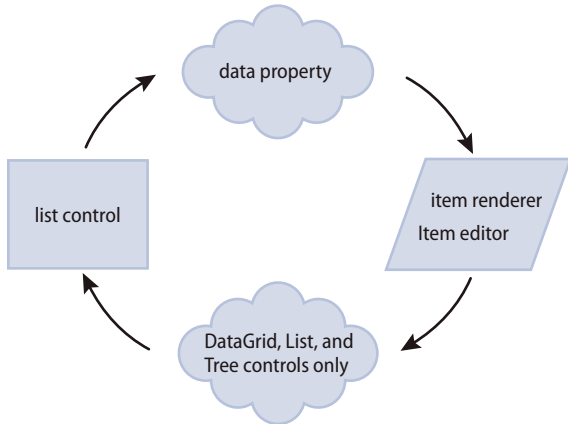 data property
list control
item renderer
Item editor
DataGrid, List, and
Tree controls only